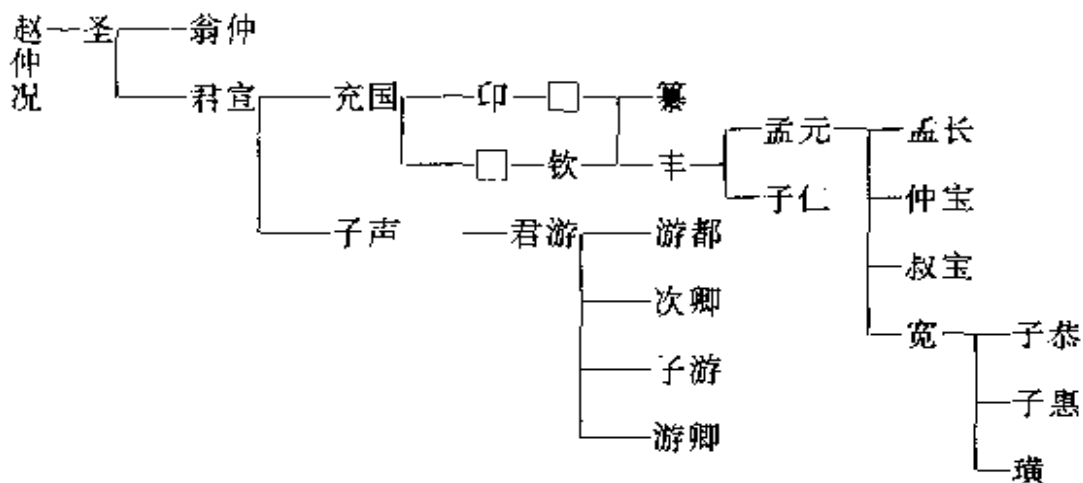 赵仲况 圣 翁仲
君宣 充国 卬 □ 纂
孟元 孟长
□ 钦 丰
子仁 仲宝
子声 君游 游都
叔宝
次卿
宽 子恭
子游
子惠
游卿
璜